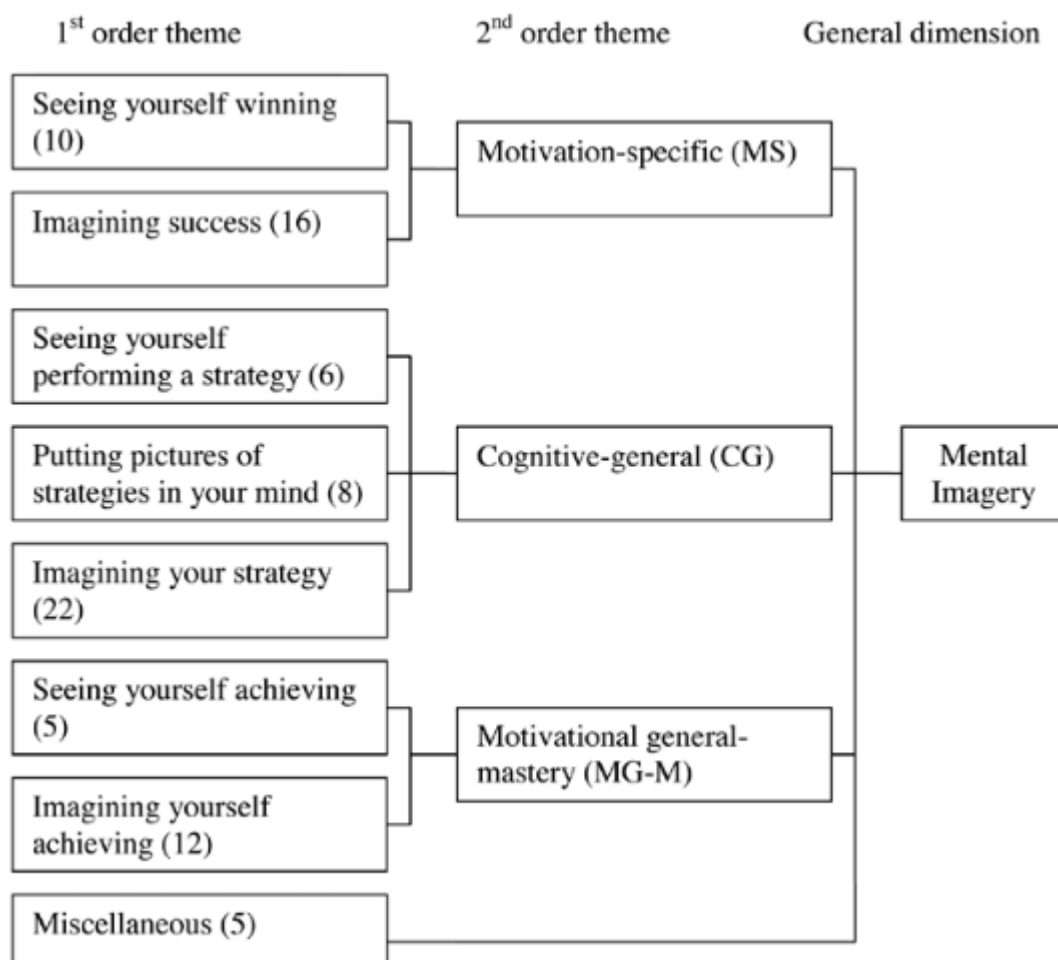 1st order theme
2nd order theme
General dimension
Seeing yourself winning
(10)
Imagining success (16)
Motivation-specific (MS)
Seeing yourself
performing a strategy (6)
Putting pictures of
strategies in your mind (8)
Imagining your strategy
(22)
Cognitive-general (CG)
Mental
Imagery
Seeing yourself achieving
(5)
Imagining yourself
achieving (12)
Motivational general-
mastery (MG-M)
Miscellaneous (5)